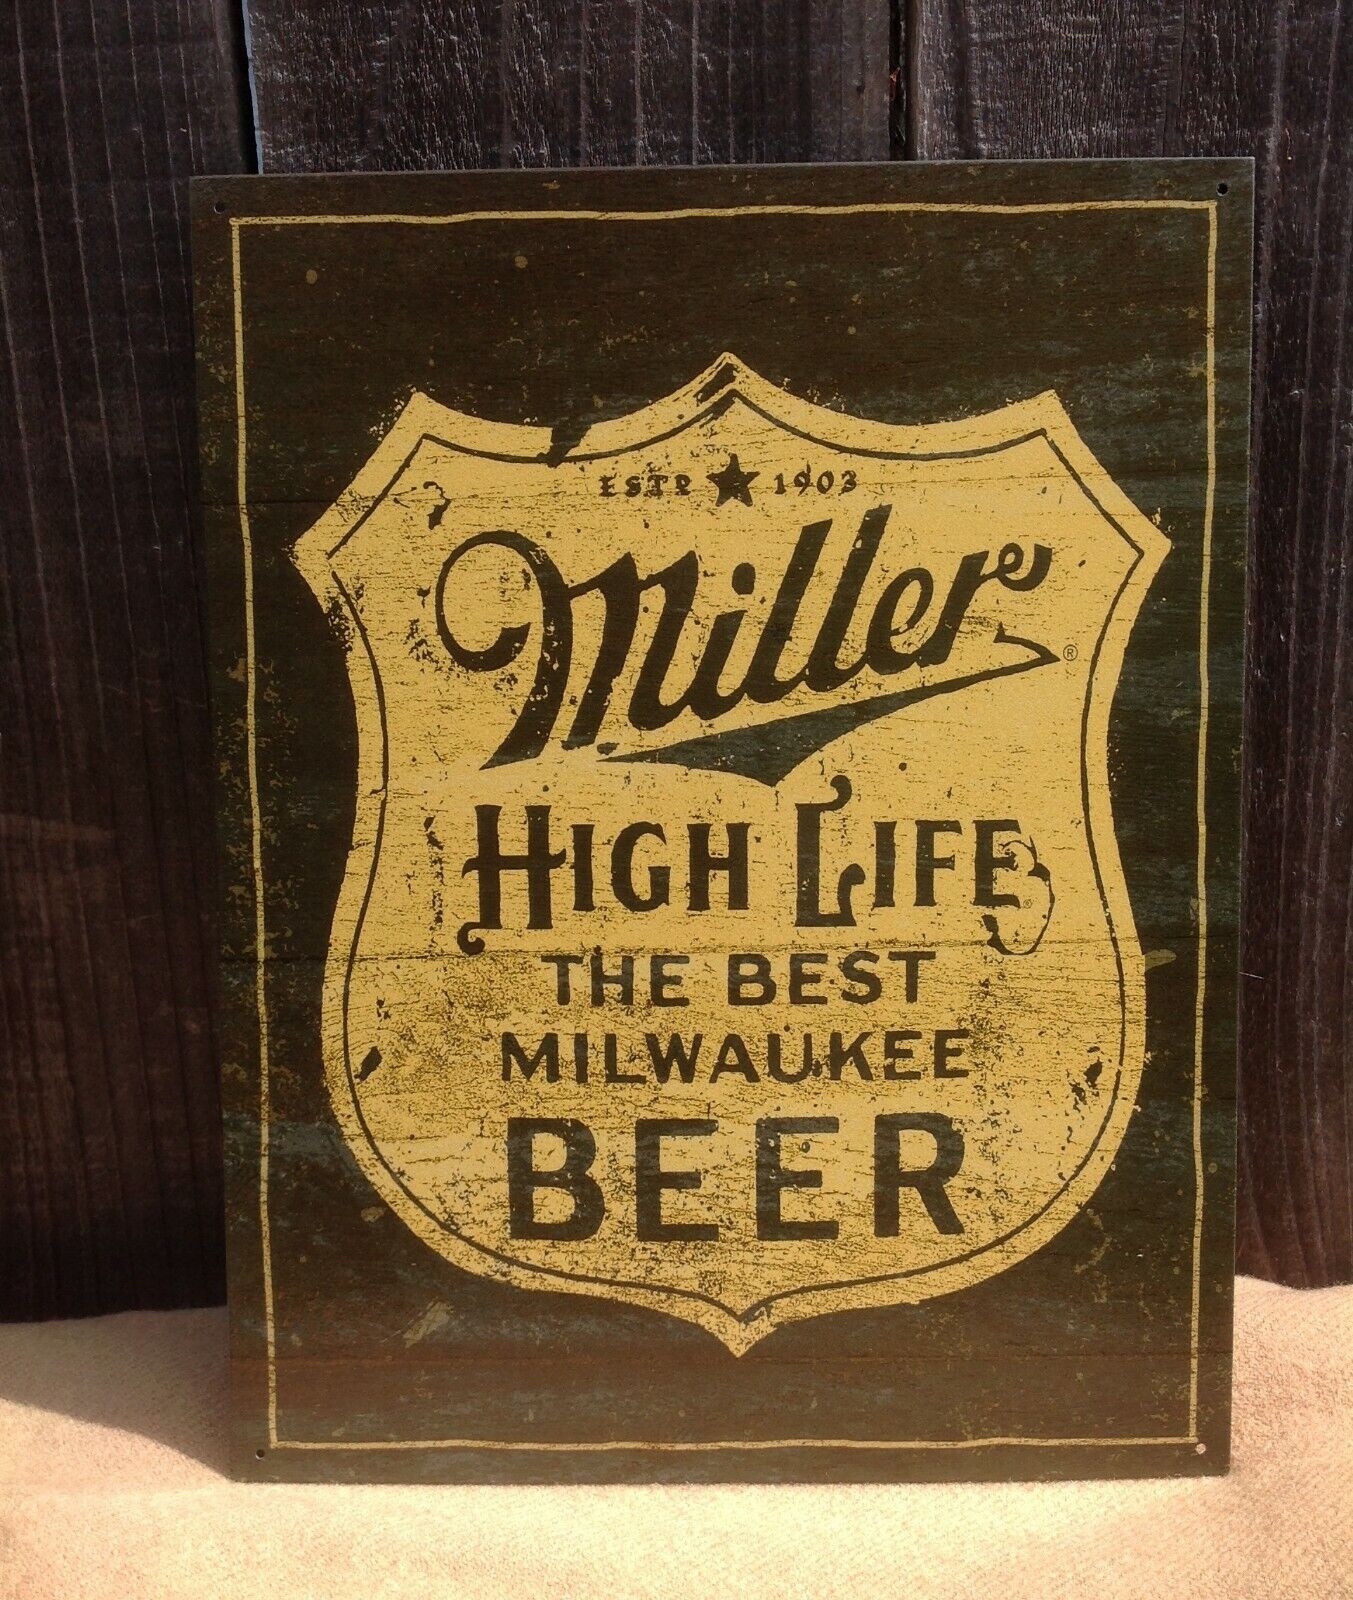 ESTD ★ 1903
Miller®
HIGH LIFE®
THE BEST
MILWAUKEE
BEER